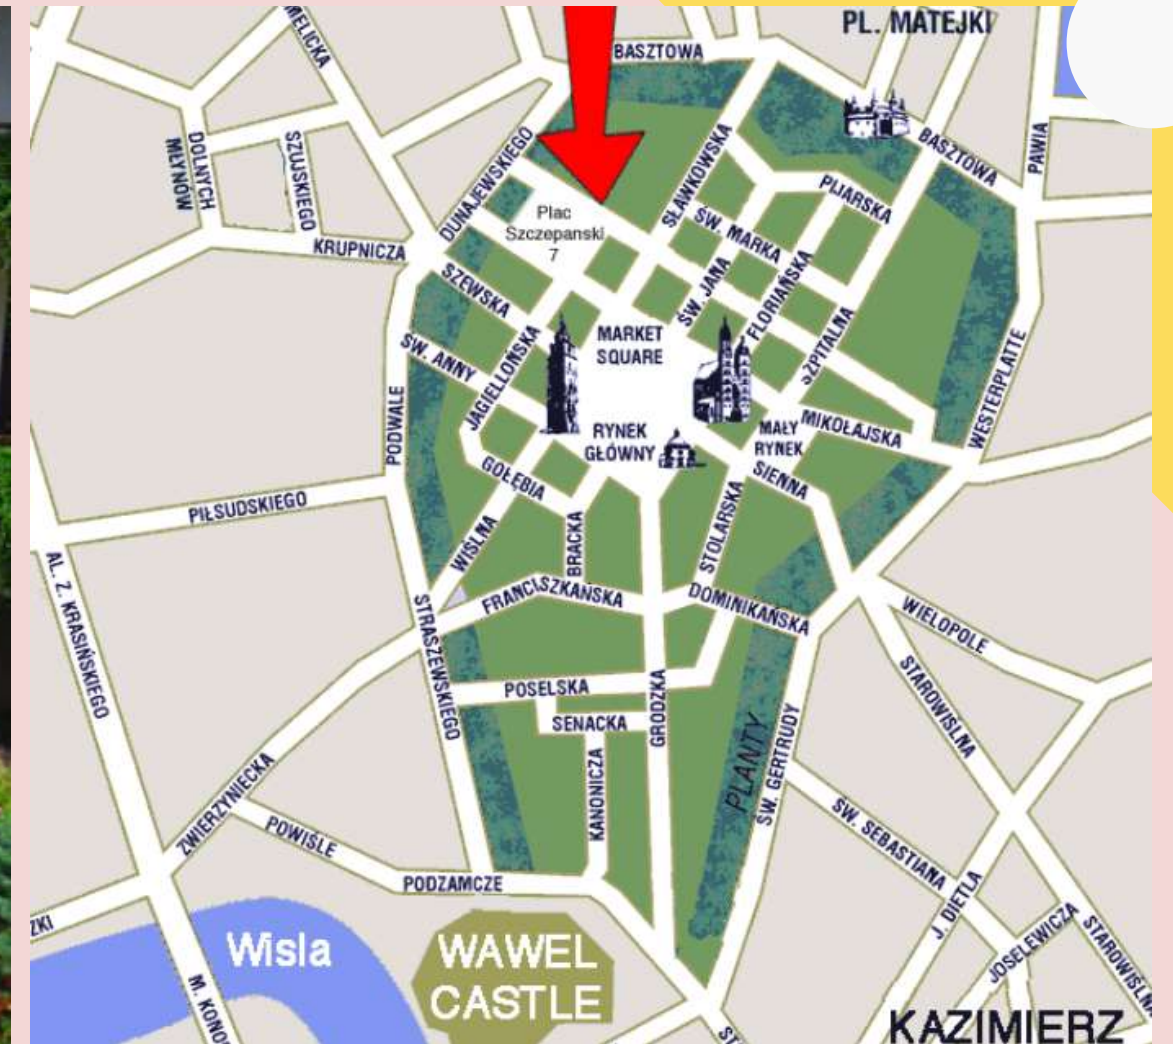 PL. MATEJKI
BASZTOWA
DOLNYCH
MŁYNÓW
SZUJSKIEGO
DUNAJEWSKIEGO
SŁAWKOWSKA
BASZTOWA
PAWIA
PIJARSKA
Plac
Szczepanski
7
ŚW. MARKA
KRUPNICZA
SZEWSKA
ŚW. JANA
FLORIAŃSKA
SZPITALNA
MARKET
SQUARE
ŚW. ANNY
JAGIELLOŃSKA
WESTERPLATTE
PODWALE
RYNEK
GŁÓWNY
MAŁY
RYNEK
MIKOŁAJSKA
GOŁĘBIA
SIENNA
PIŁSUDSKIEGO
WIŚLNA
BRACKA
STOLARSKA
AL. Z. KRASIŃSKIEGO
FRANCISZKAŃSKA
DOMINIKAŃSKA
WIELOPOLE
STRASZEWSKIEGO
STAROWISLNA
POSELSKA
SENACKA
GRODZKA
KANONICZA
PLANTY
ŚW. GERTRUDY
ZWIERZYNIECKA
POWIŚLE
PODZAMCZE
ŚW. SEBASTIANA
J. DIETLA
JOSELEWICZA
STAROWIŚLNA
Wisla
WAWEL
CASTLE
KAZIMIERZ